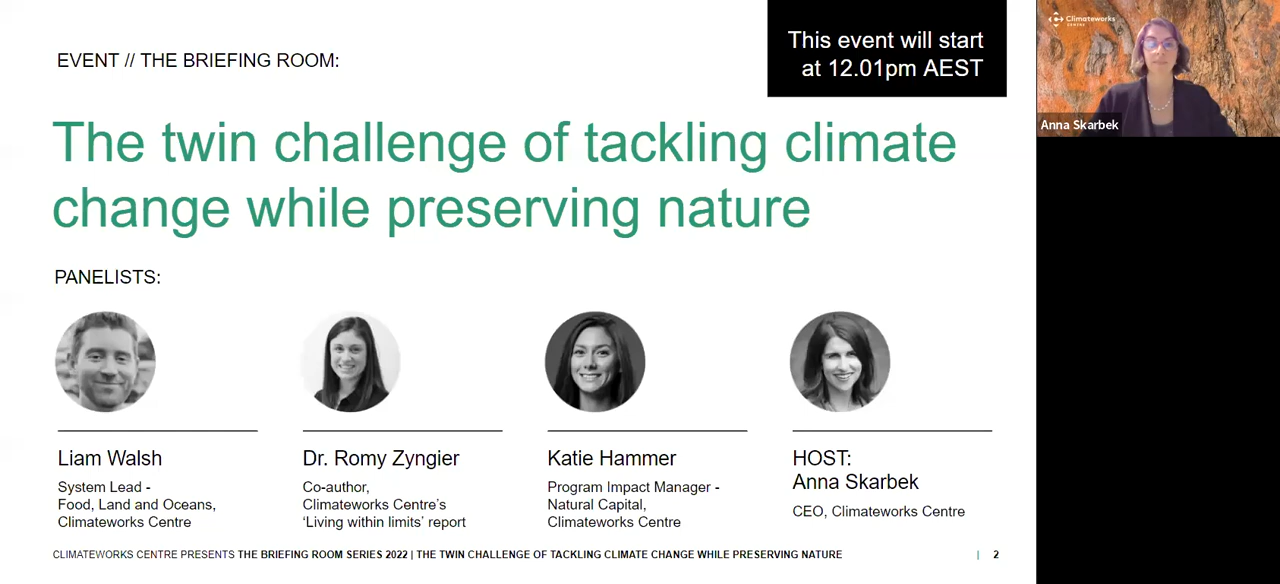 EVENT // THE BRIEFING ROOM:
This event will start
at 12.01pm AEST
The twin challenge of tackling climate
change while preserving nature
PANELISTS:
Liam Walsh
System Lead -
Food, Land and Oceans,
Climateworks Centre
Dr. Romy Zyngier
Co-author,
Climateworks Centre’s
‘Living within limits’ report
Katie Hammer
Program Impact Manager -
Natural Capital,
Climateworks Centre
HOST:
Anna Skarbek
CEO, Climateworks Centre
CLIMATEWORKS CENTRE PRESENTS THE BRIEFING ROOM SERIES 2022 | THE TWIN CHALLENGE OF TACKLING CLIMATE CHANGE WHILE PRESERVING NATURE
| 2
Climateworks
CENTRE
Anna Skarbek